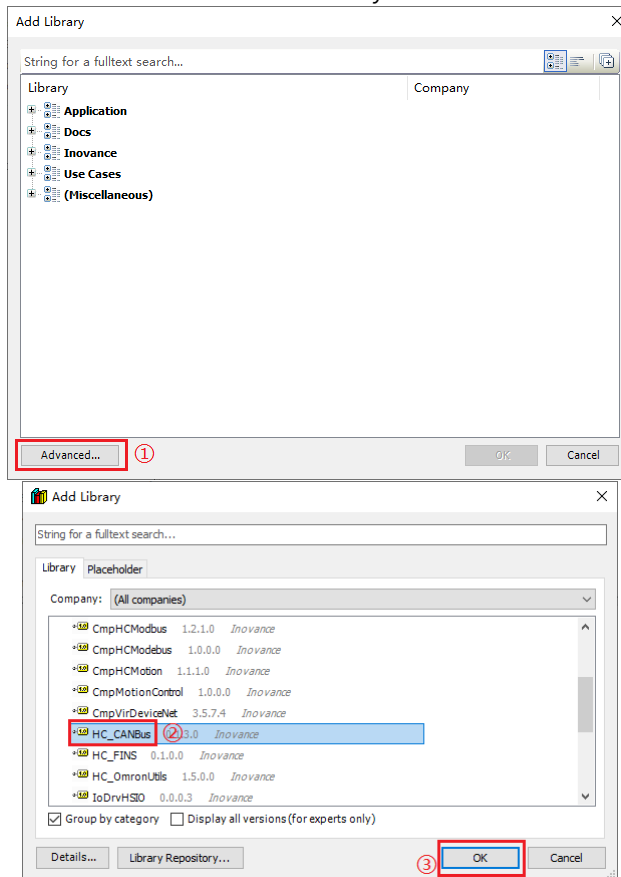 Add Library
String for a fulltext search...
Library Company
Application
Docs
Inovance
Use Cases
(Miscellaneous)
Advanced... ① OK Cancel
Add Library
String for a fulltext search...
Library Placeholder
Company: (All companies)
CmpHCModbus 1.2.1.0 Inovance
CmpHCModebus 1.0.0.0 Inovance
CmpHCMotion 1.1.1.0 Inovance
CmpMotionControl 1.0.0.0 Inovance
CmpVirDeviceNet 3.5.7.4 Inovance
HC_CANBus ② 3.0 Inovance
HC_FINS 0.1.0.0 Inovance
HC_OmronUtils 1.5.0.0 Inovance
IoDrvHSIO 0.0.0.3 Inovance
Group by category Display all versions (for experts only)
Details... Library Repository... ③ OK Cancel